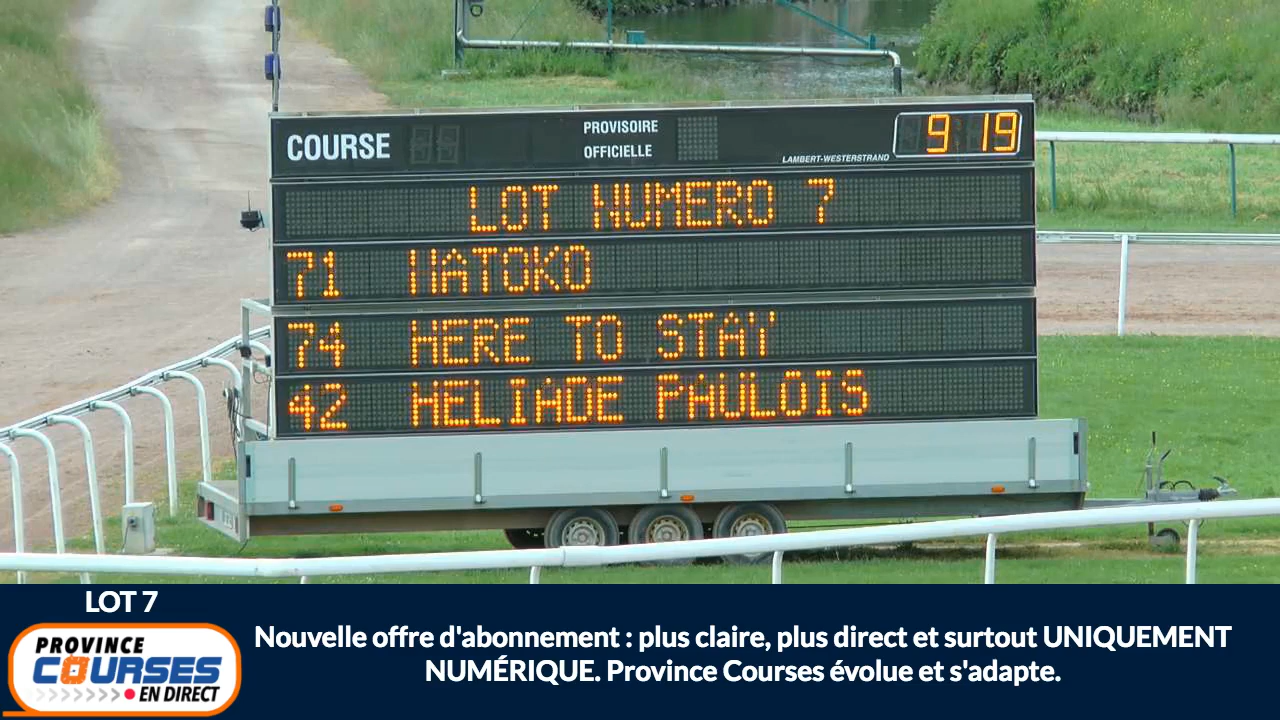 COURSE
PROVISOIRE
OFFICIELLE
LAMBERT-WESTERSTRAND
9 19
LOT NUMERO 7
71 HATOKO
74 HERE TO STAY
42 HELIADE PAULOIS
LOT 7
PROVINCE
COURSES
EN DIRECT
Nouvelle offre d'abonnement : plus claire, plus direct et surtout UNIQUEMENT
NUMÉRIQUE. Province Courses évolue et s'adapte.